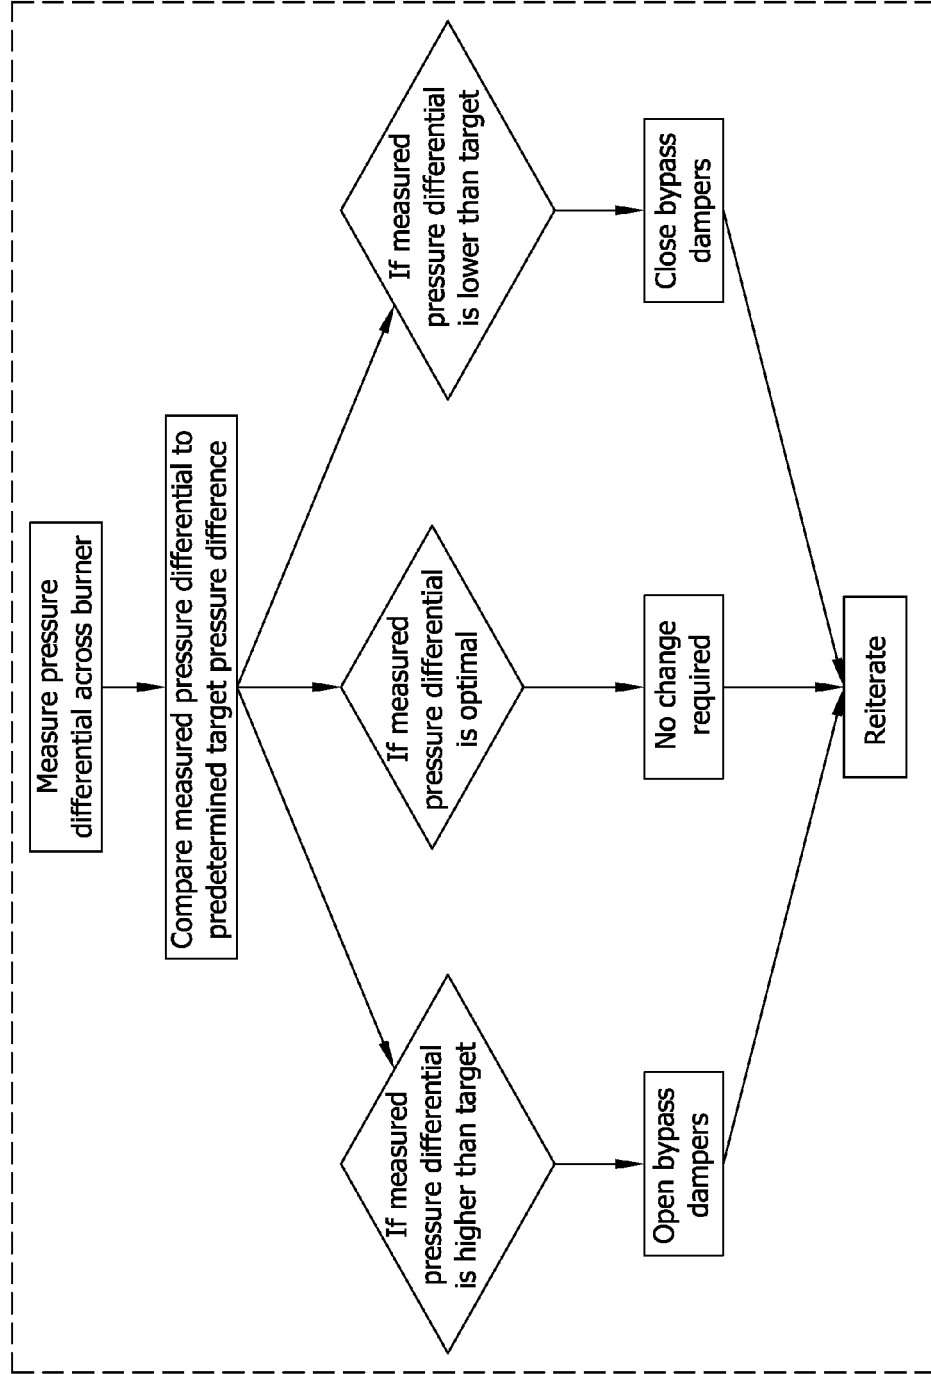 Measure pressure
differential across burner
Compare measured pressure differential to
predetermined target pressure difference
If measured
pressure differential
is higher than target
If measured
pressure differential
is optimal
If measured
pressure differential
is lower than target
Open bypass
dampers
No change
required
Close bypass
dampers
Reiterate